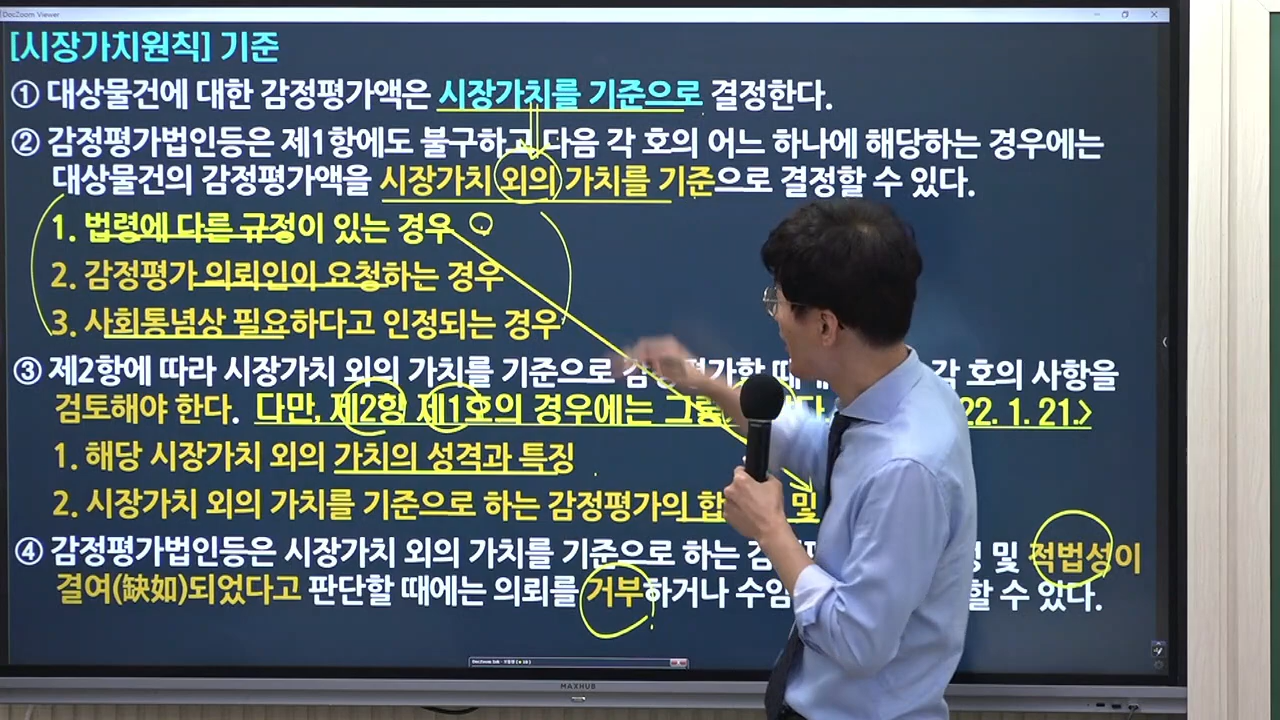 DocZoom Viewer
[시장가치원칙] 기준
① 대상물건에 대한 감정평가액은 시장가치를 기준으로 결정한다.
② 감정평가법인등은 제1항에도 불구하고 다음 각 호의 어느 하나에 해당하는 경우에는
대상물건의 감정평가액을 시장가치 외의 가치를 기준으로 결정할 수 있다.
1. 법령에 다른 규정이 있는 경우
2. 감정평가 의뢰인이 요청하는 경우
3. 사회통념상 필요하다고 인정되는 경우
③ 제2항에 따라 시장가치 외의 가치를 기준으로 감정평가할 때 각 호의 사항을
검토해야 한다. 다만, 제2항 제1호의 경우에는 22. 1. 21.>
1. 해당 시장가치 외의 가치의 성격과 특징
2. 시장가치 외의 가치를 기준으로 하는 감정평가의 및
④ 감정평가법인등은 시장가치 외의 가치를 기준으로 하는 및 적법성이
결여(缺如)되었다고 판단할 때에는 의뢰를 거부하거나 할 수 있다.
MAXHUB